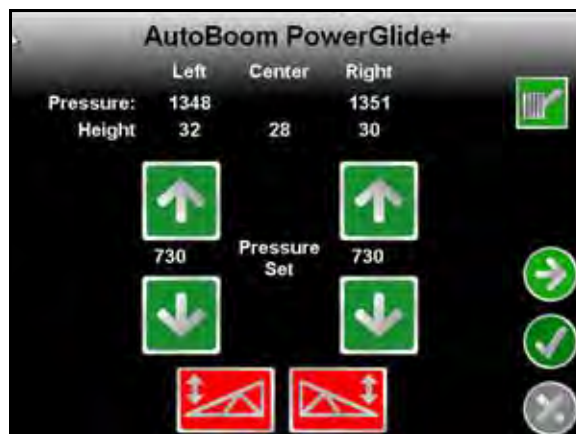 AutoBoom PowerGlide+
Left Center Right
Pressure: 1348 1351
Height 32 28 30
730 Pressure Set 730